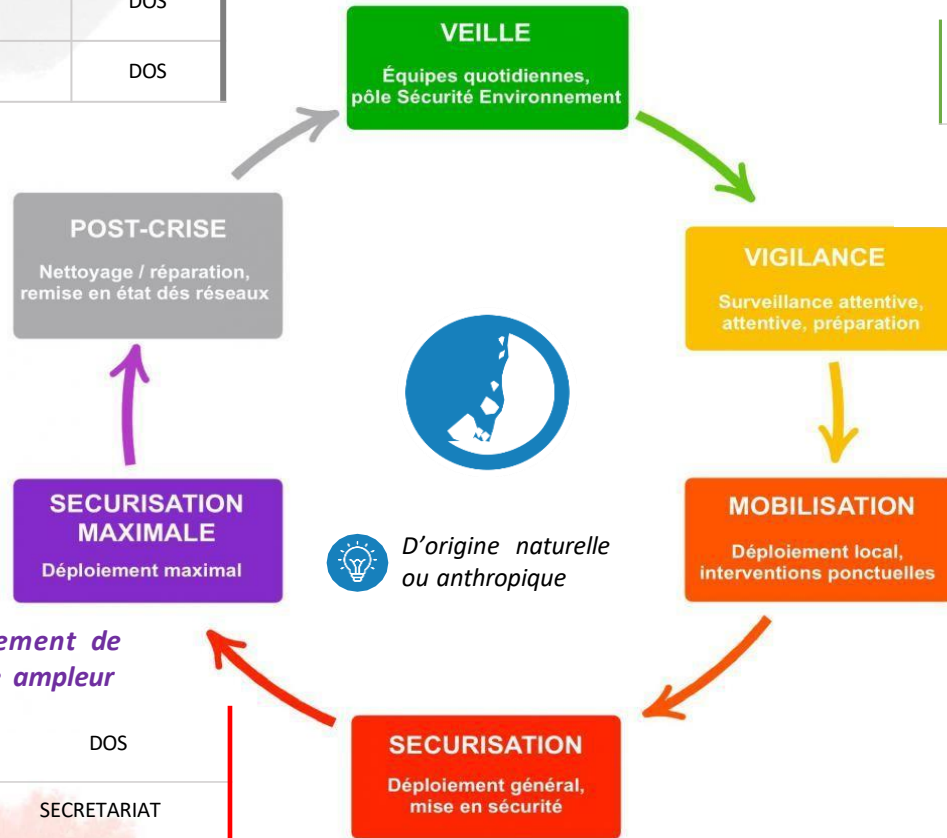 DOS
DOS
VEILLE
Équipes quotidiennes,
pôle Sécurité Environnement
POST-CRISE
Nettoyage / réparation,
remise en état dés réseaux
VIGILANCE
Surveillance attentive,
attentive, préparation
SECURISATION
MAXIMALE
Déploiement maximal
D'origine naturelle
ou anthropique
MOBILISATION
Déploiement local,
interventions ponctuelles
ement de
ampleur
DOS
SECRETARIAT
SECURISATION
Déploiement général,
mise en sécurité